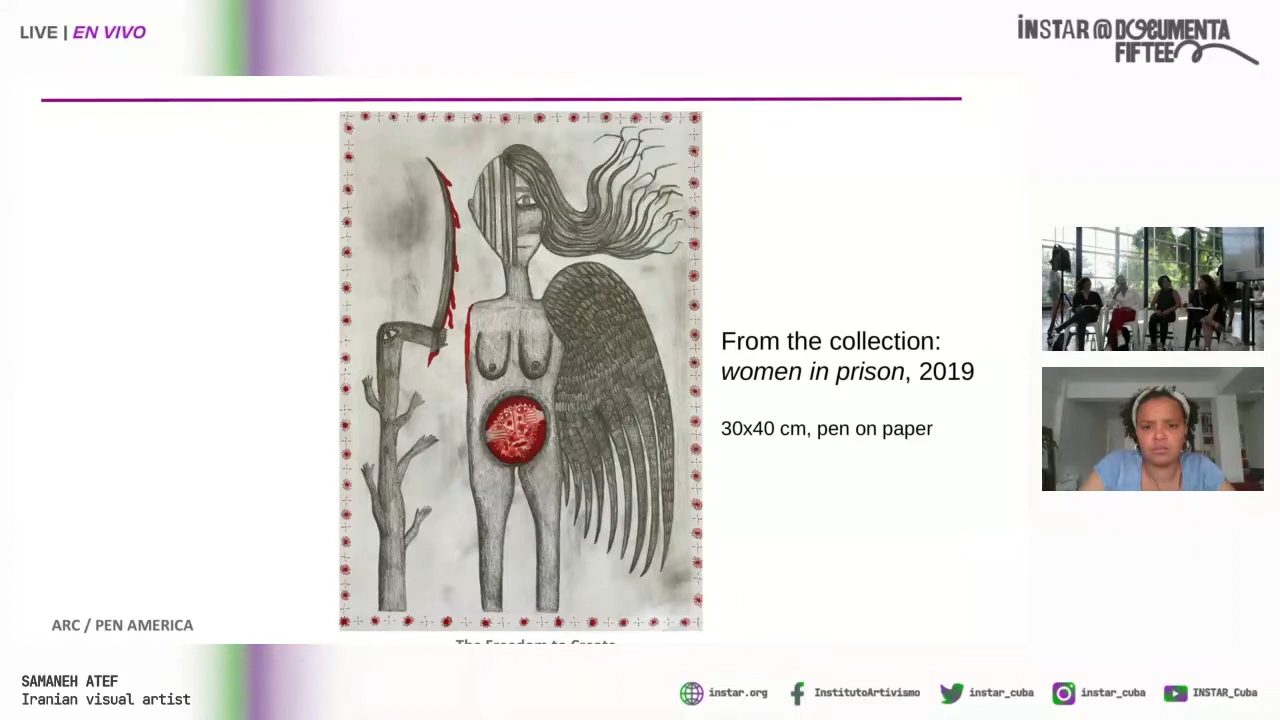 LIVE | EN VIVO
INSTAR @ DOCUMENTA
FIFTEEN
From the collection:
women in prison, 2019
30x40 cm, pen on paper
ARC / PEN AMERICA
The Freedom to Create
SAMANEH ATEF
Iranian visual artist
instar.org
InstitutoArtivismo
instar_cuba
instar_cuba
INSTAR_Cuba